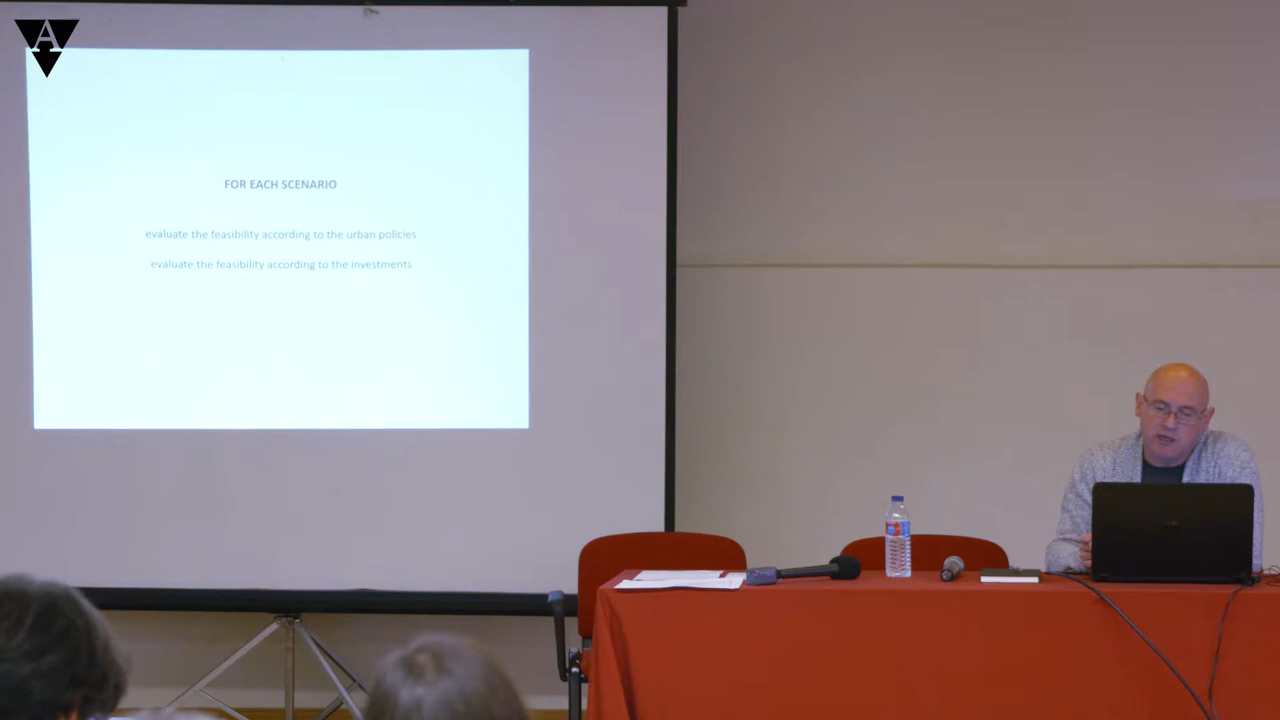 A
FOR EACH SCENARIO
evaluate the feasibility according to the urban policies
evaluate the feasibility according to the investments